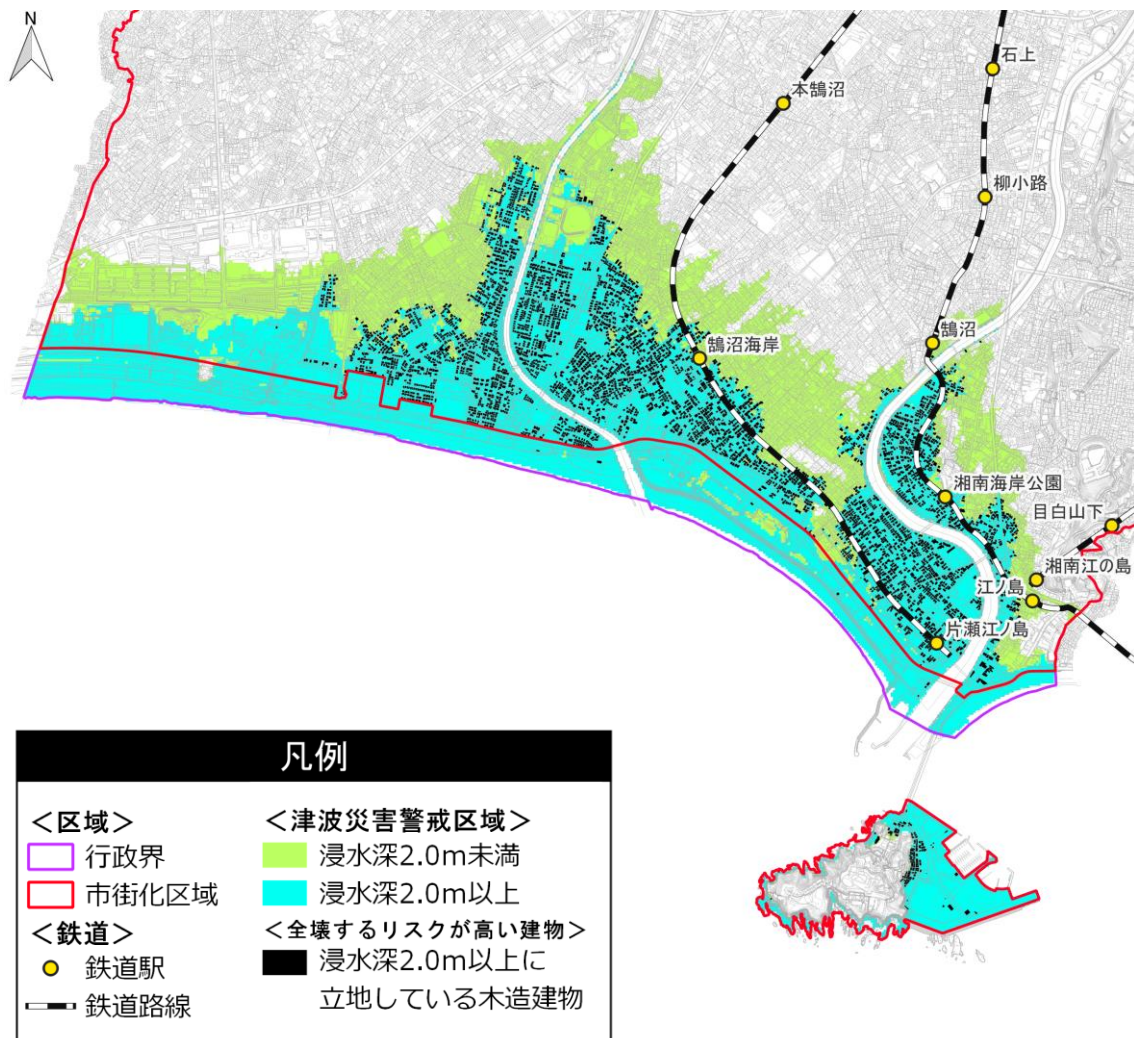 N
石上
本鵠沼
柳小路
鵠沼
鵠沼海岸
湘南海岸公園
目白山下
湘南江の島
江ノ島
片瀬江ノ島
凡例
＜区域＞
行政界
市街化区域
＜鉄道＞
鉄道駅
鉄道路線
＜津波災害警戒区域＞
浸水深2.0m未満
浸水深2.0m以上
＜全壊するリスクが高い建物＞
浸水深2.0m以上に
立地している木造建物